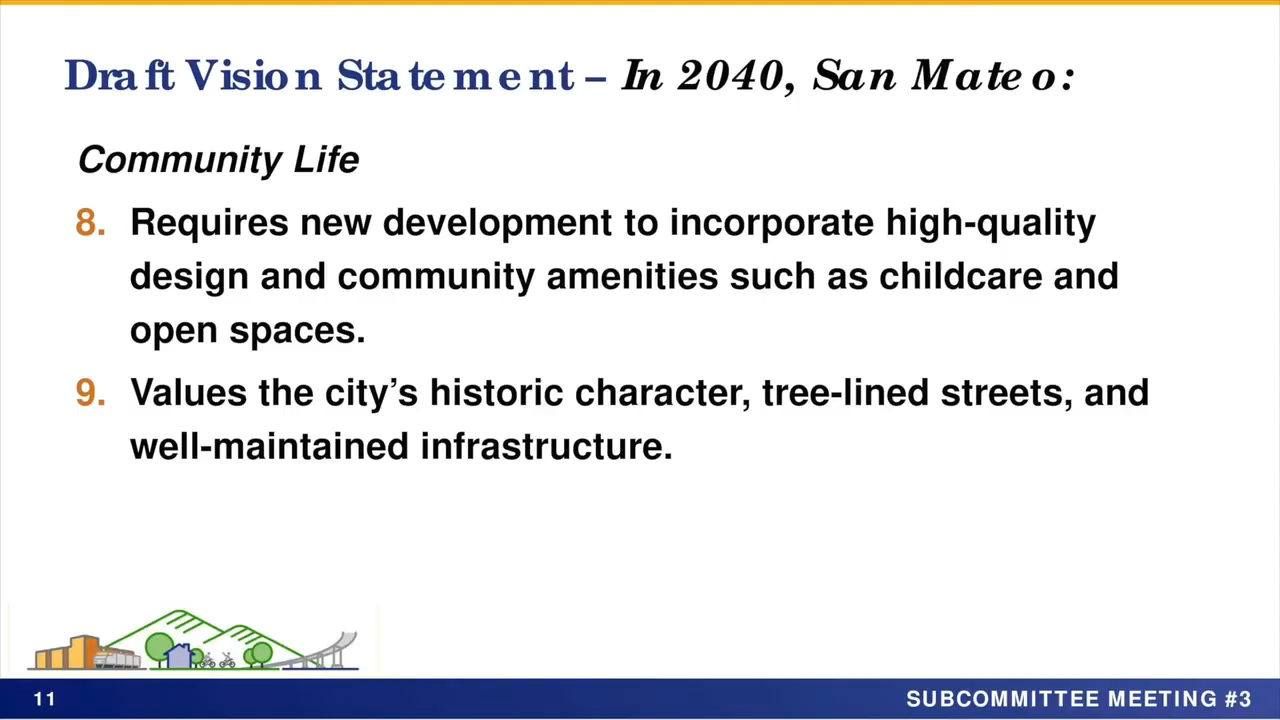 Draft Vision Statement – In 2040, San Mateo:
Community Life
8. Requires new development to incorporate high-quality
design and community amenities such as childcare and
open spaces.
9. Values the city’s historic character, tree-lined streets, and
well-maintained infrastructure.
11
SUBCOMMITTEE MEETING #3